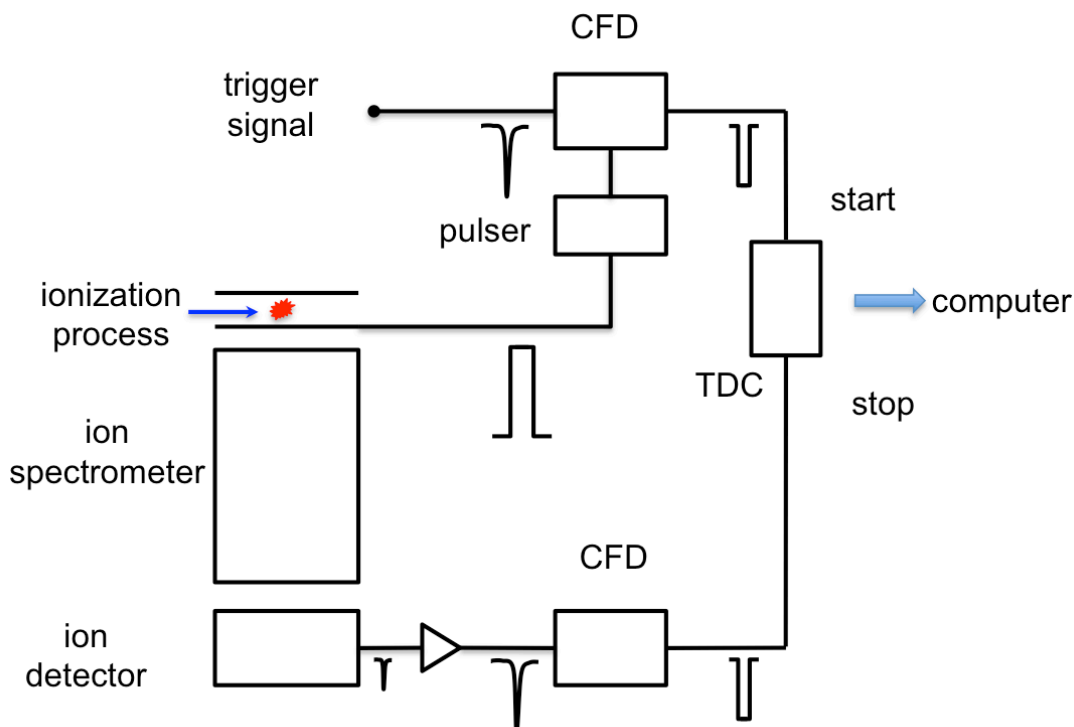 CFD
trigger
signal
pulser
start
ionization
process
computer
TDC
stop
ion
spectrometer
CFD
ion
detector